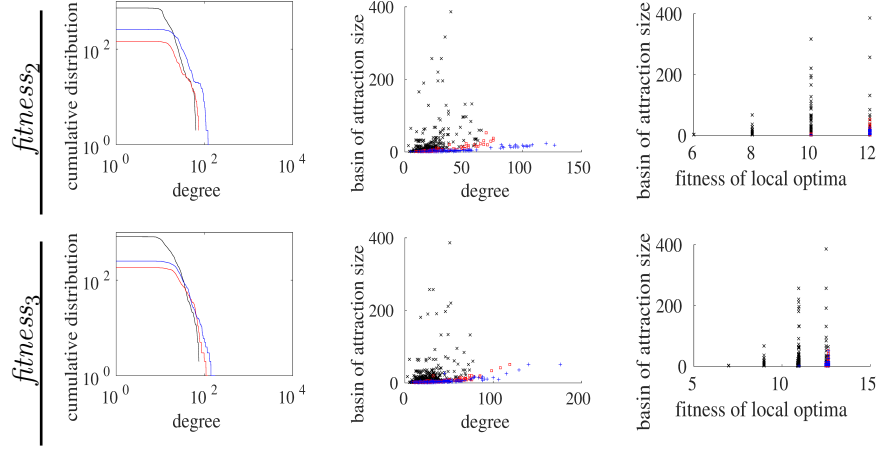 fitness2
cumulative distribution
10^2
10^0
10^0
10^2
10^4
degree
basin of attraction size
400
200
0
0
50
100
150
degree
basin of attraction size
400
200
0
6
8
10
12
fitness of local optima
fitness3
cumulative distribution
10^2
10^0
10^0
10^2
10^4
degree
basin of attraction size
400
200
0
0
50
100
200
degree
basin of attraction size
400
200
0
5
10
15
fitness of local optima